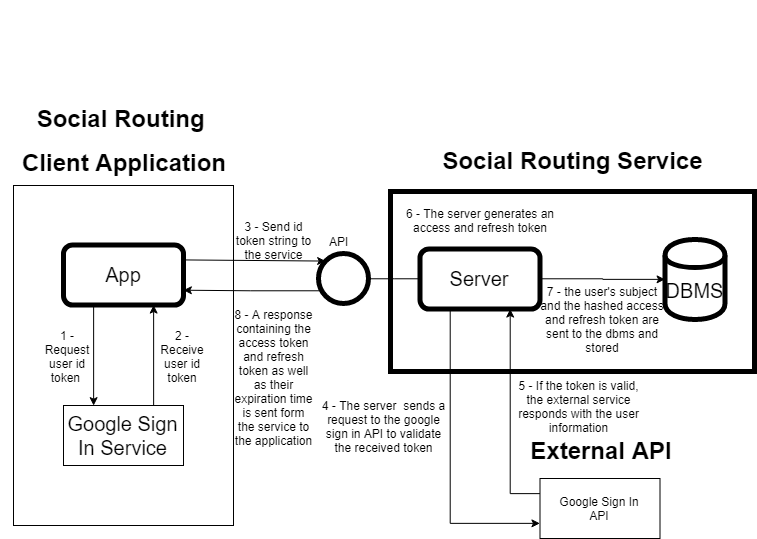 Social Routing
Client Application
Social Routing Service
3 - Send id
token string to
the service
API
6 - The server generates an
access and refresh token
App
Server
DBMS
7 - the user's subject
and the hashed access
and refresh token are
sent to the dbms and
stored
1 -
Request
user id
token
2 -
Receive
user id
token
8 - A response
containing the
access token
and refresh
token as well
as their
expiration time
is sent form
the service to
the application
Google Sign
In Service
4 - The server  sends a
request to the google
sign in API to validate
the received token
5 - If the token is valid,
the external service
responds with the user
information
External API
Google Sign In
API